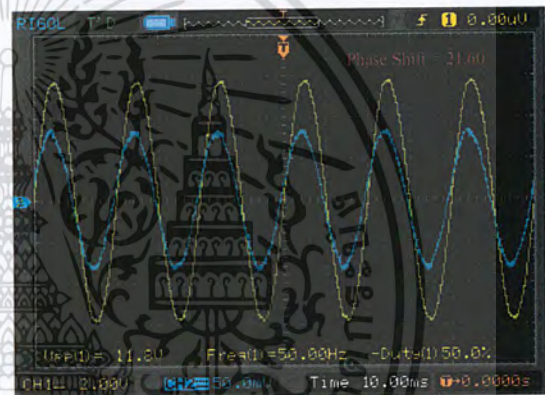 RIGOL T'D 1 0.00uV
Phase Shift = 21.60
Vpp(1)= 11.8V Freq(1)=50.00Hz -Duty(1)50.0%
CH1= 2.00V CH2= 50.0mV Time 10.00ms T→0.0000s